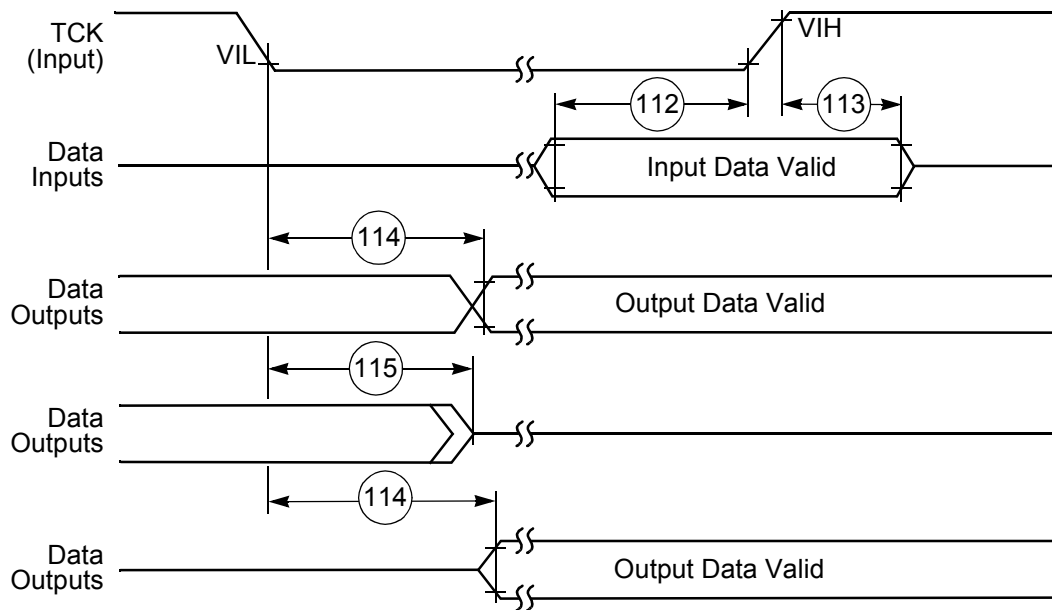 TCK
(Input)
VIL
VIH
112
113
Data
Inputs
Input Data Valid
114
Data
Outputs
Output Data Valid
115
Data
Outputs
114
Data
Outputs
Output Data Valid